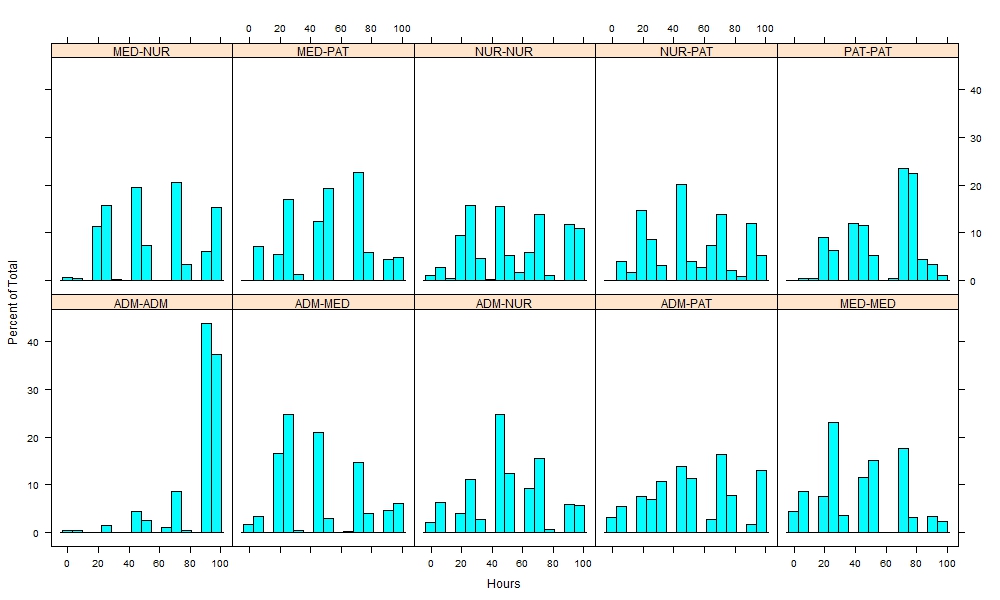 0 20 40 60 80 100 0 20 40 60 80 100
MED-NUR MED-PAT NUR-NUR NUR-PAT PAT-PAT
40
30
20
10
0
Percent of Total
ADM-ADM ADM-MED ADM-NUR ADM-PAT MED-MED
40
30
20
10
0
0 20 40 60 80 100 0 20 40 60 80 100 0 20 40 60 80 100
Hours